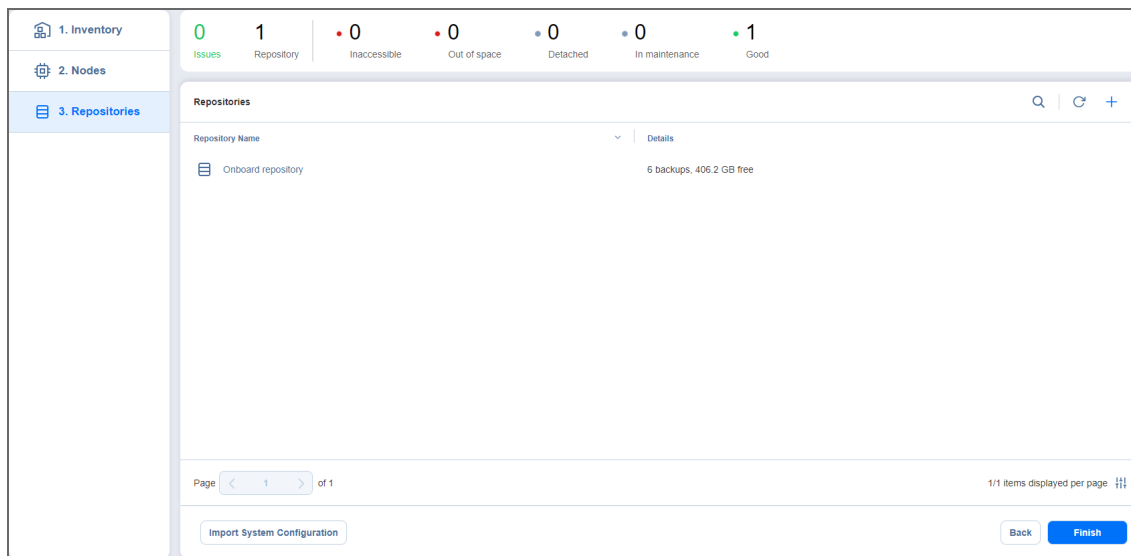 1. Inventory
2. Nodes
3. Repositories
0 1 0 0 0 0 1
Issues Repository Inaccessible Out of space Detached In maintenance Good
Repositories
Repository Name Details
Onboard repository 6 backups, 406.2 GB free
Page 1 of 1 1/1 items displayed per page
Import System Configuration Back Finish